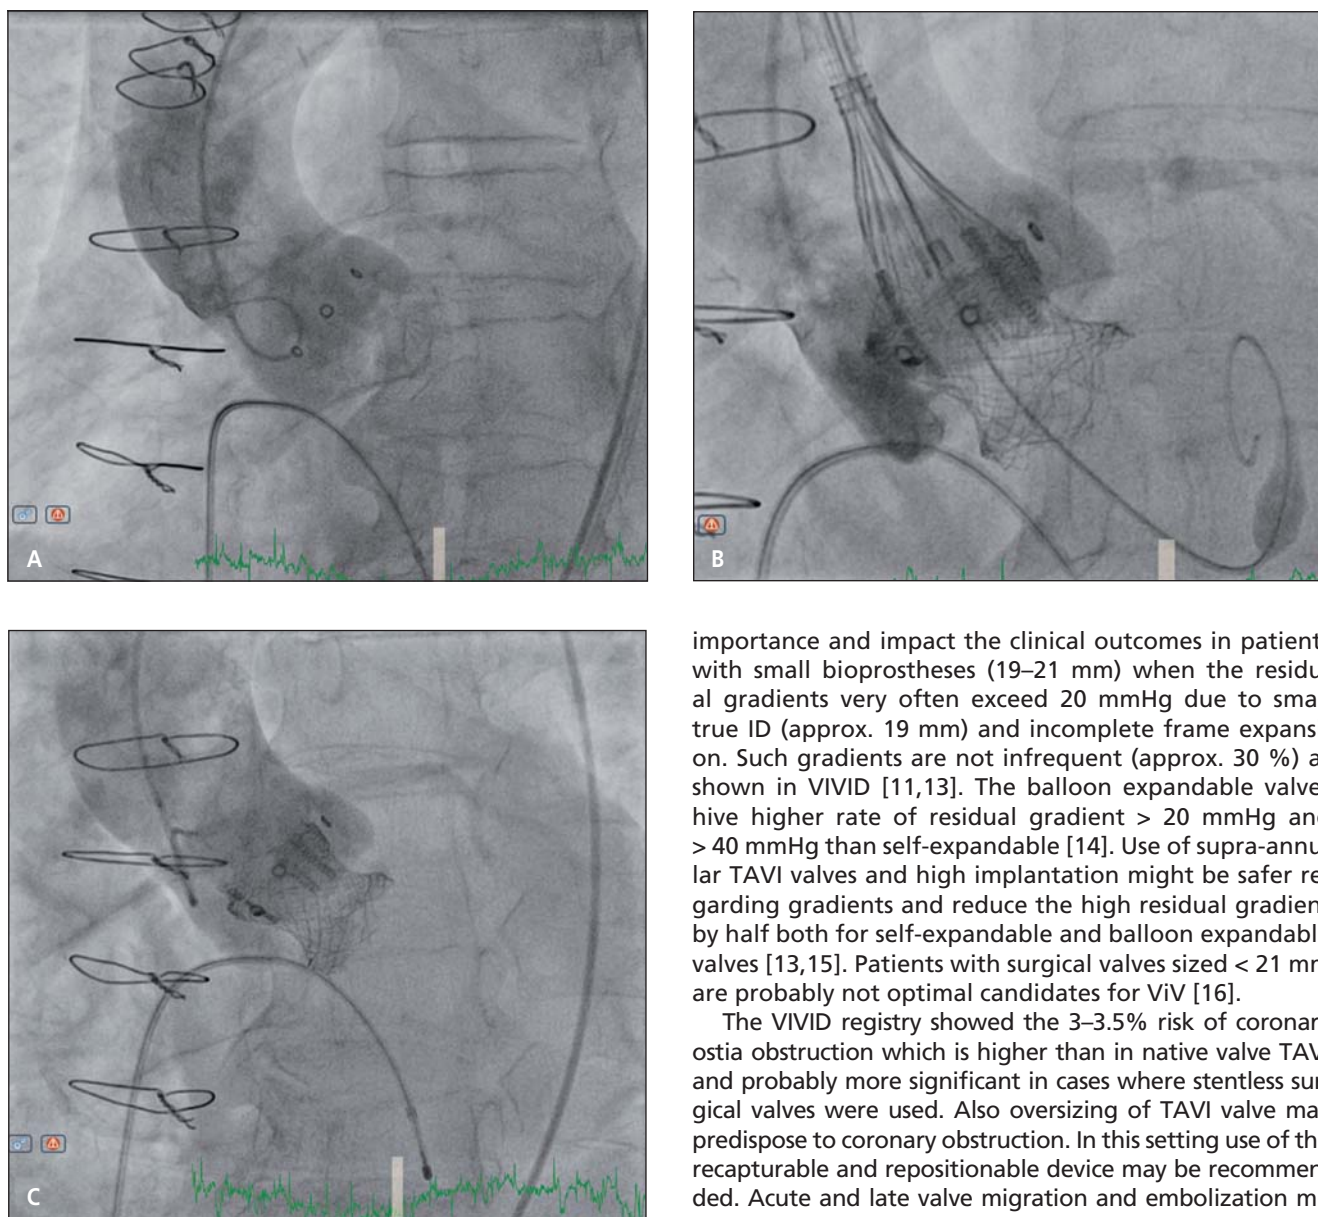 A
B
C
importance and impact the clinical outcomes in patient
with small bioprostheses (19–21 mm) when the residu
al gradients very often exceed 20 mmHg due to sma
true ID (approx. 19 mm) and incomplete frame expans
on. Such gradients are not infrequent (approx. 30 %) a
shown in VIVID [11,13]. The balloon expandable valve
hive higher rate of residual gradient > 20 mmHg an
> 40 mmHg than self-expandable [14]. Use of supra-annu
lar TAVI valves and high implantation might be safer re
garding gradients and reduce the high residual gradien
by half both for self-expandable and balloon expandabl
valves [13,15]. Patients with surgical valves sized < 21 mm
are probably not optimal candidates for ViV [16].
The VIVID registry showed the 3–3.5% risk of coronar
ostia obstruction which is higher than in native valve TAV
and probably more significant in cases where stentless sur
gical valves were used. Also oversizing of TAVI valve ma
predispose to coronary obstruction. In this setting use of th
recapturable and repositionable device may be recommen
ded. Acute and late valve migration and embolization m